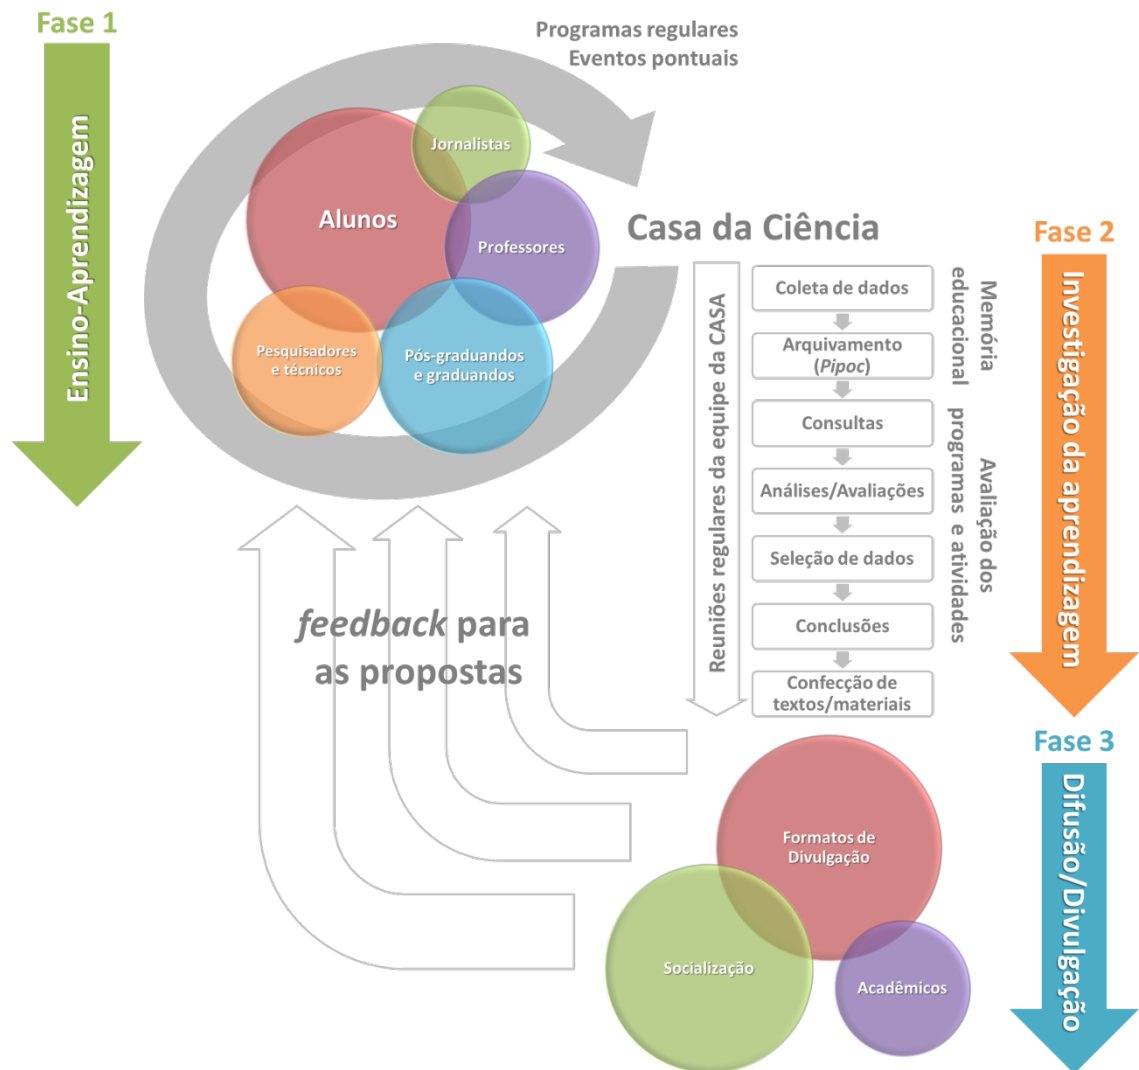 Fase 1
Ensino-Aprendizagem
Programas regulares
Eventos pontuais
Jornalistas
Alunos
Professores
Pesquisadores
e técnicos
Pós-graduandos
e graduandos
Casa da Ciência
Fase 2
Investigação da aprendizagem
Reuniões regulares da equipe da CASA
Coleta de dados
Arquivamento
(Pipoc)
Consultas
Análises/Avaliações
Seleção de dados
Conclusões
Confecção de
textos/materiais
Memória
educacional
Avaliação dos
programas e atividades
feedback para
as propostas
Fase 3
Difusão/Divulgação
Formatos de
Divulgação
Socialização
Acadêmicos